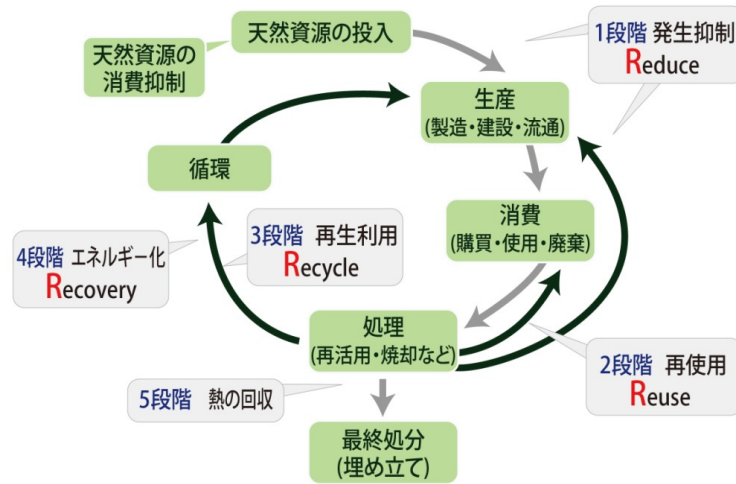 天然資源の投入
天然資源の
消費抑制
1段階 発生抑制
Reduce
生産
(製造・建設・流通)
循環
消費
(購買・使用・廃棄)
3段階 再生利用
Recycle
4段階 エネルギー化
Recovery
処理
(再活用・焼却など)
2段階 再使用
Reuse
5段階 熱の回収
最終処分
(埋め立て)